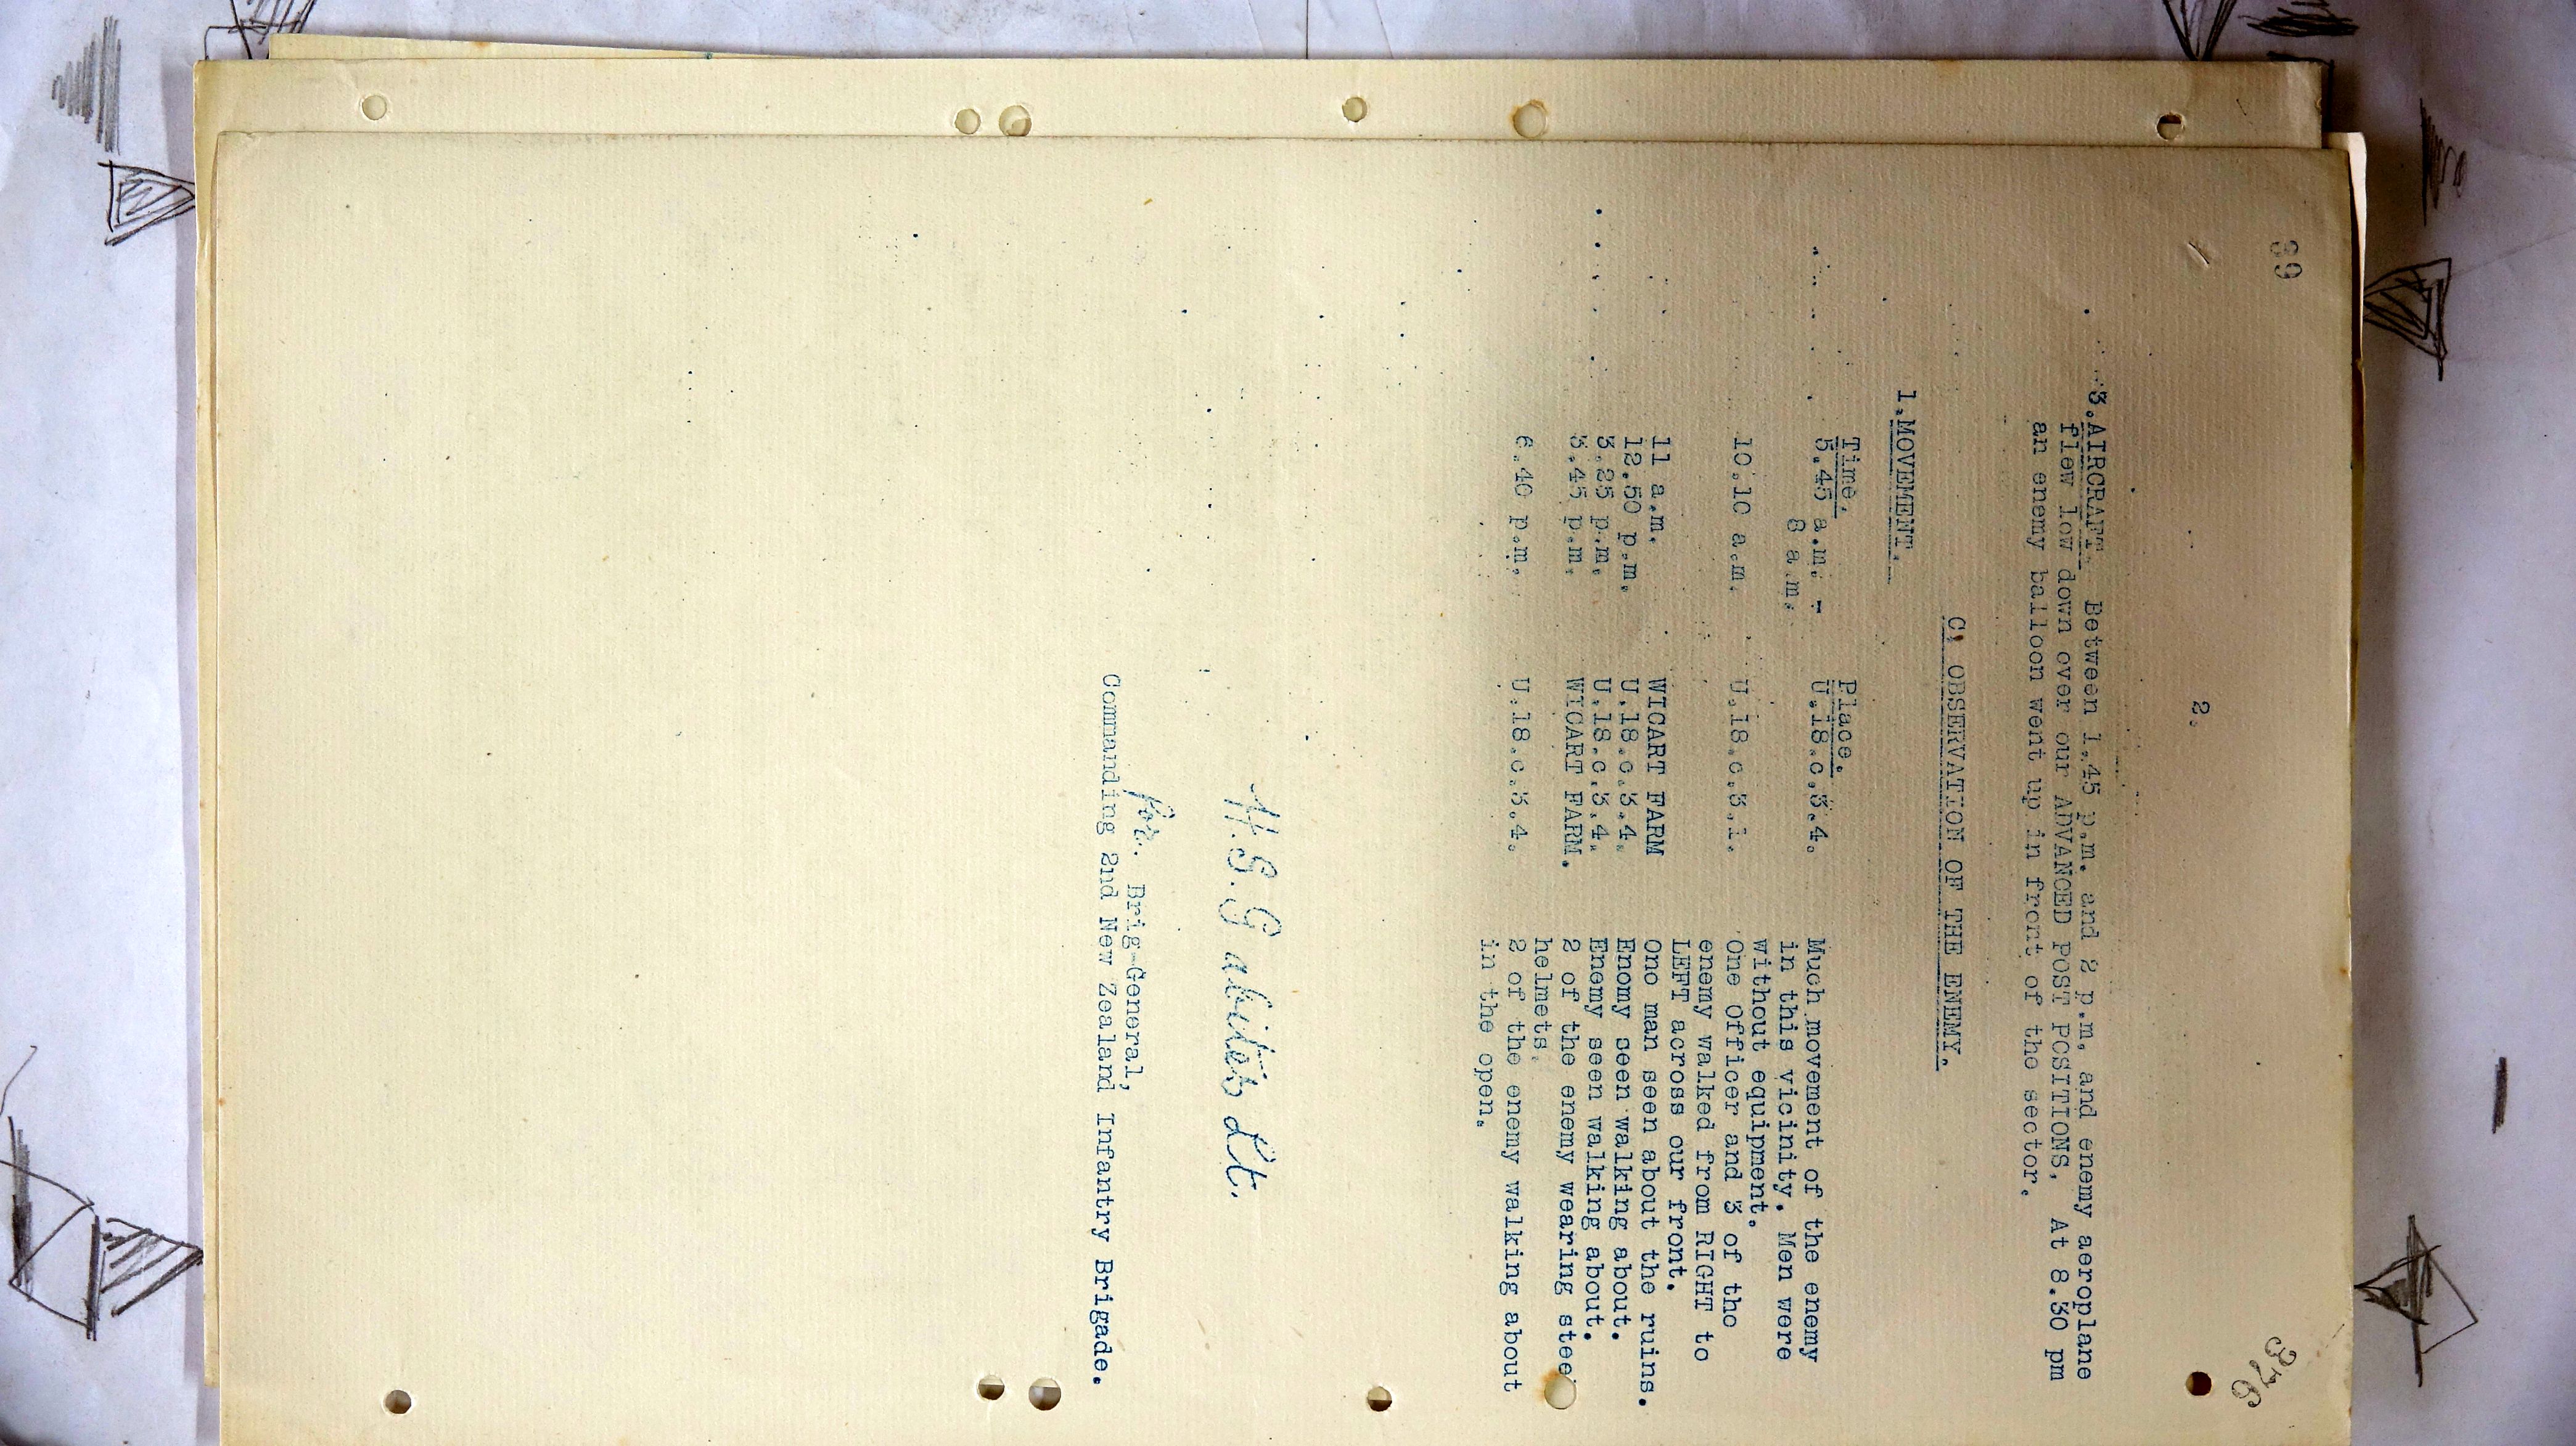 89
376
2.
3.AIRCRAFT. Between 1.45 p.m. and 2 p.m. and enemy aeroplane
flew low down over our ADVANCED POST POSITIONS. At 8.30 pm
an enemy balloon went up in front of the sector.
C. OBSERVATION OF THE ENEMY.
1.MOVEMENT.
Time. Place.
5.45 a.m. - U.18.c.3.4. Much movement of the enemy
8 a.m. in this vicinity. Men were
without equipment.
10.10 a.m. U.18.c.3.1. One Officer and 3 of tho
enemy walked from RIGHT to
LEFT across our front.
11 a.m. WICART FARM Ono man seen about the ruins.
12.50 p.m. U.18.c.3.4. Enomy seen walking about.
3.25 p.m. U.18.c.3.4. Enemy seen walking about.
3.45 p.m. WICART FARM. 2 of the enemy wearing stee
helmets.
6.40 p.m. U.18.c.3.4. 2 of the enemy walking about
in the open.
H.G. Lt.
for. Brig-General,
Commanding 2nd New Zealand Infantry Brigade.